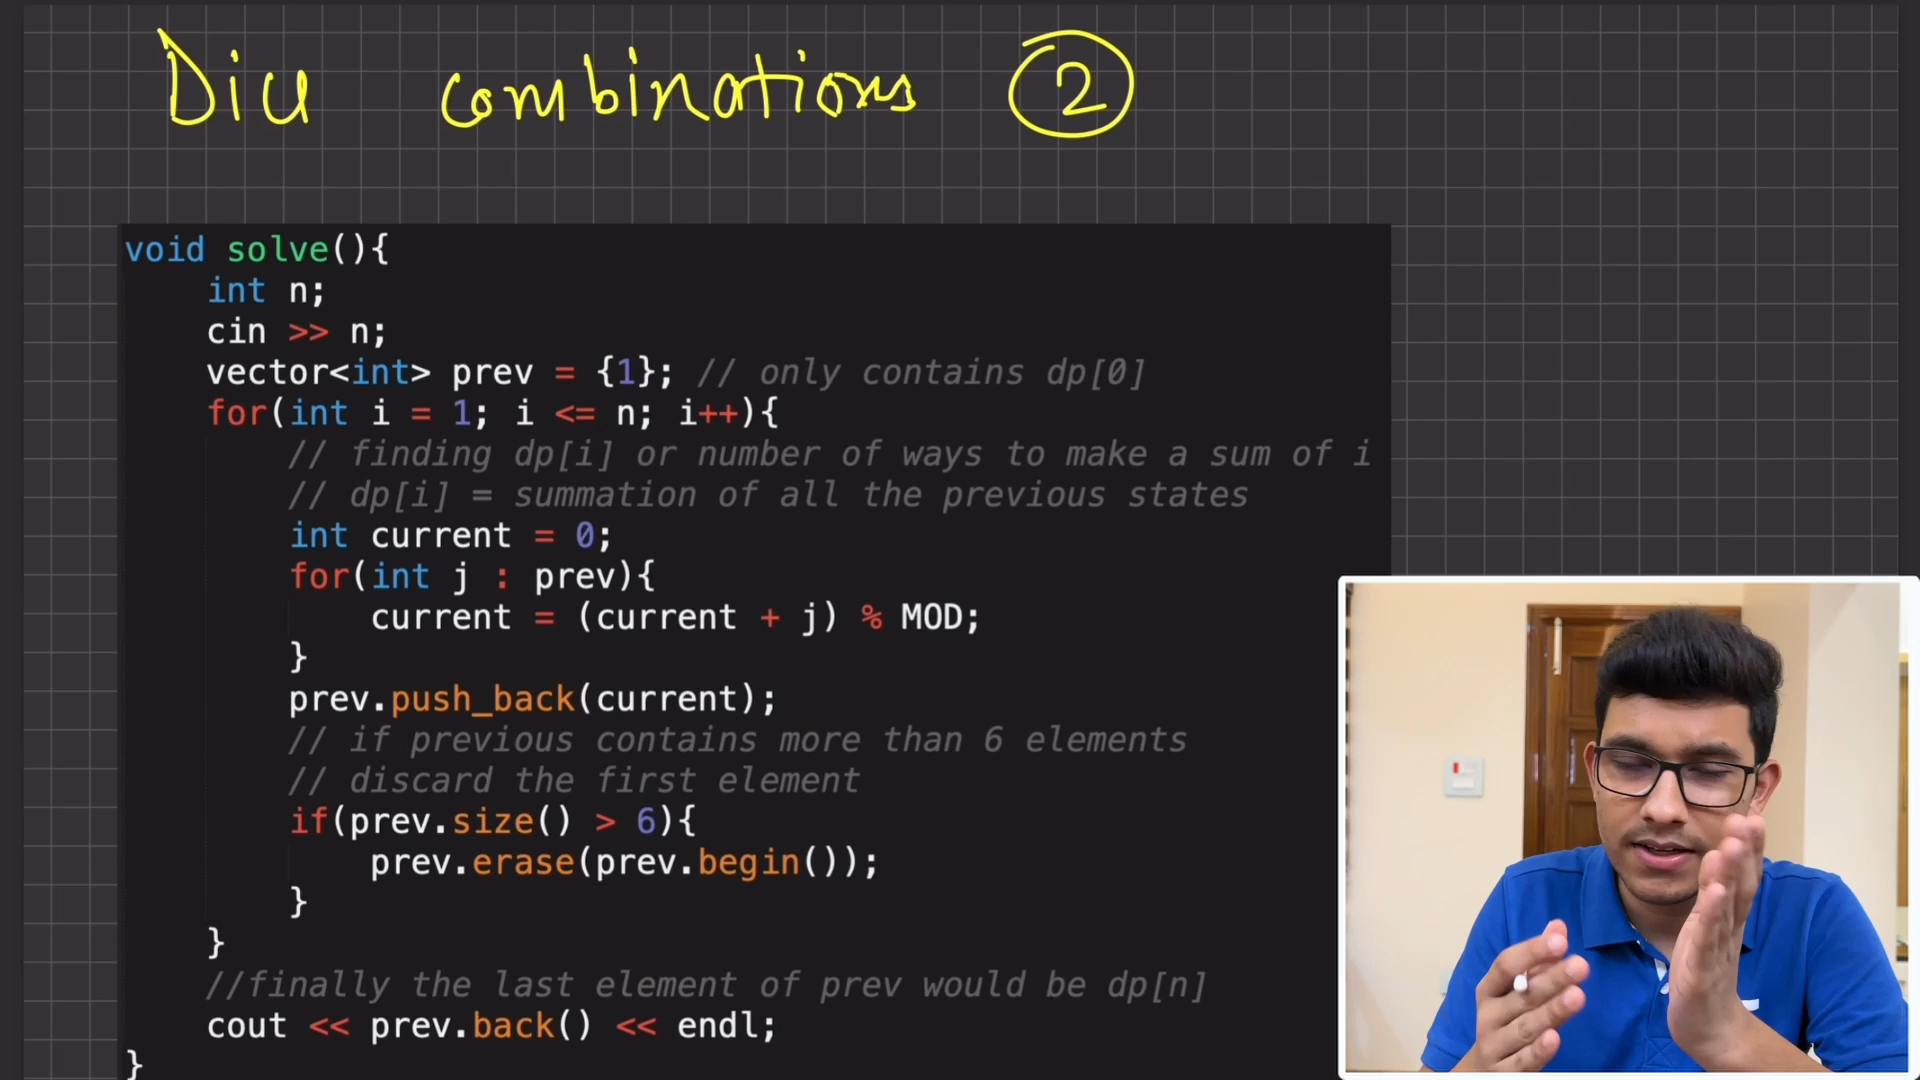 Dice combinations 2
void solve(){
int n;
cin >> n;
vector<int> prev = {1}; // only contains dp[0]
for(int i = 1; i <= n; i++){
// finding dp[i] or number of ways to make a sum of i
// dp[i] = summation of all the previous states
int current = 0;
for(int j : prev){
current = (current + j) % MOD;
}
prev.push_back(current);
// if previous contains more than 6 elements
// discard the first element
if(prev.size() > 6){
prev.erase(prev.begin());
}
}
//finally the last element of prev would be dp[n]
cout << prev.back() << endl;
}